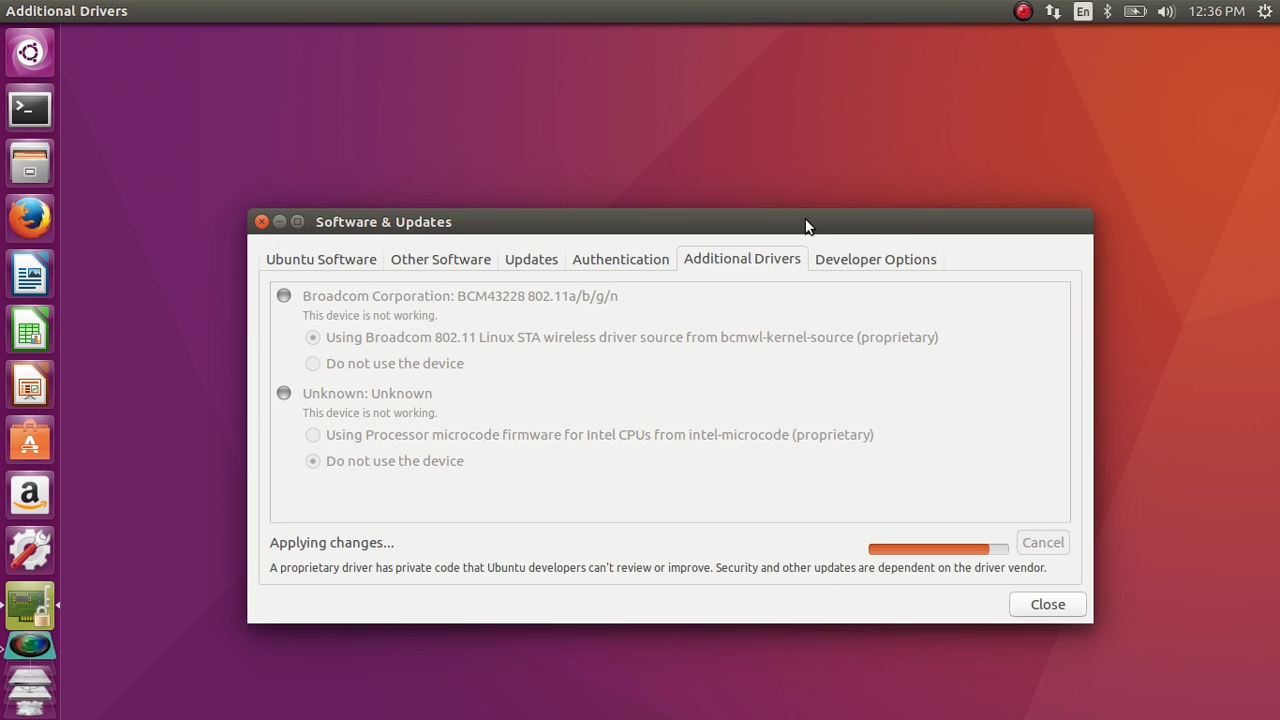 Additional Drivers
En
12:36 PM
Software & Updates
Ubuntu Software
Other Software
Updates
Authentication
Additional Drivers
Developer Options
Broadcom Corporation: BCM43228 802.11a/b/g/n
This device is not working.
Using Broadcom 802.11 Linux STA wireless driver source from bcmwl-kernel-source (proprietary)
Do not use the device
Unknown: Unknown
This device is not working.
Using Processor microcode firmware for Intel CPUs from intel-microcode (proprietary)
Do not use the device
Applying changes...
Cancel
A proprietary driver has private code that Ubuntu developers can't review or improve. Security and other updates are dependent on the driver vendor.
Close